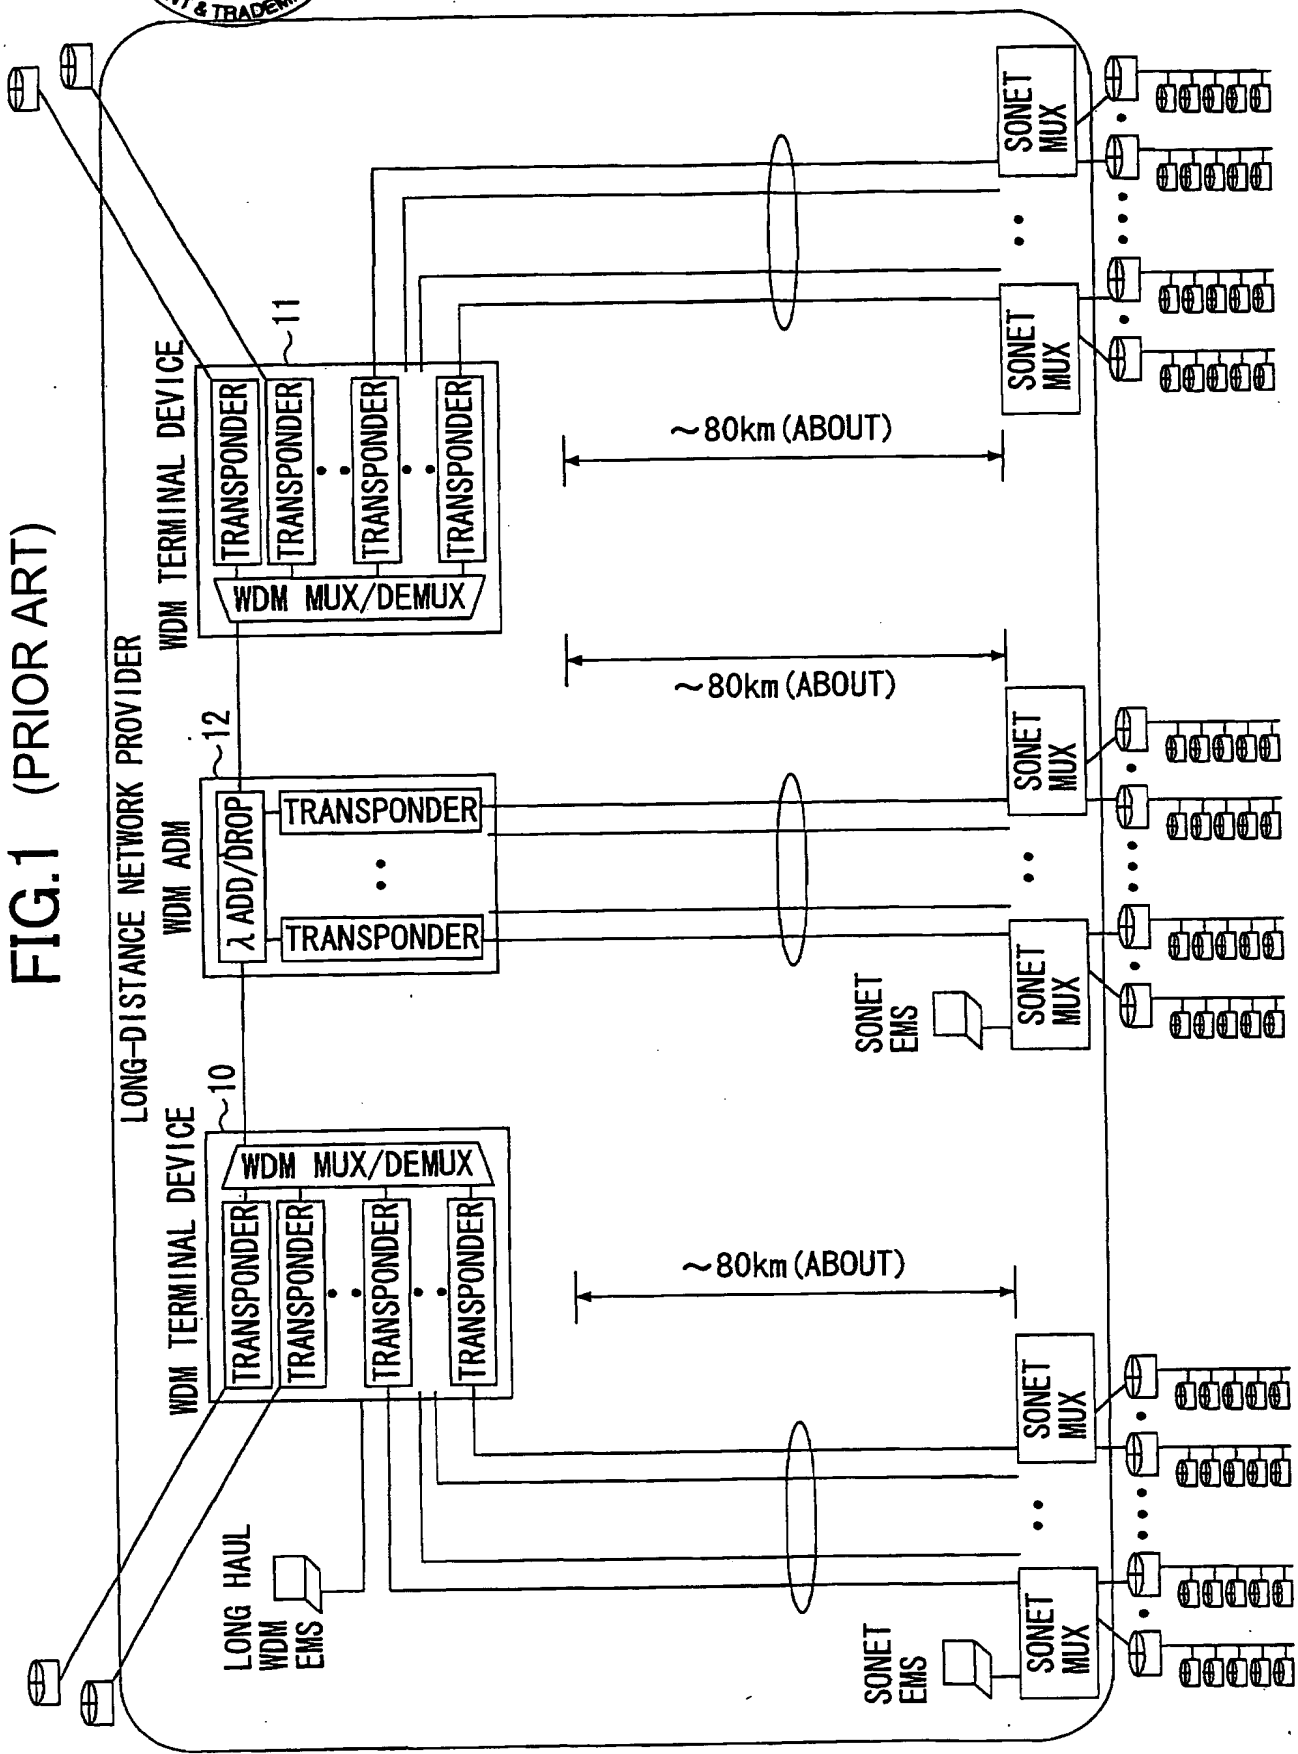 NT & TRADEM
FIG.1 (PRIOR ART)
LONG-DISTANCE NETWORK PROVIDER
WDM TERMINAL DEVICE
~10
TRANSPONDER
TRANSPONDER
TRANSPONDER
TRANSPONDER
WDM MUX/DEMUX
LONG HAUL
WDM
EMS
WDM ADM
~12
λ ADD/DROP
TRANSPONDER
TRANSPONDER
WDM TERMINAL DEVICE
~11
WDM MUX/DEMUX
TRANSPONDER
TRANSPONDER
TRANSPONDER
TRANSPONDER
~80km(ABOUT)
~80km(ABOUT)
~80km(ABOUT)
SONET
EMS
SONET
MUX
SONET
MUX
SONET
EMS
SONET
MUX
SONET
MUX
SONET
MUX
SONET
MUX